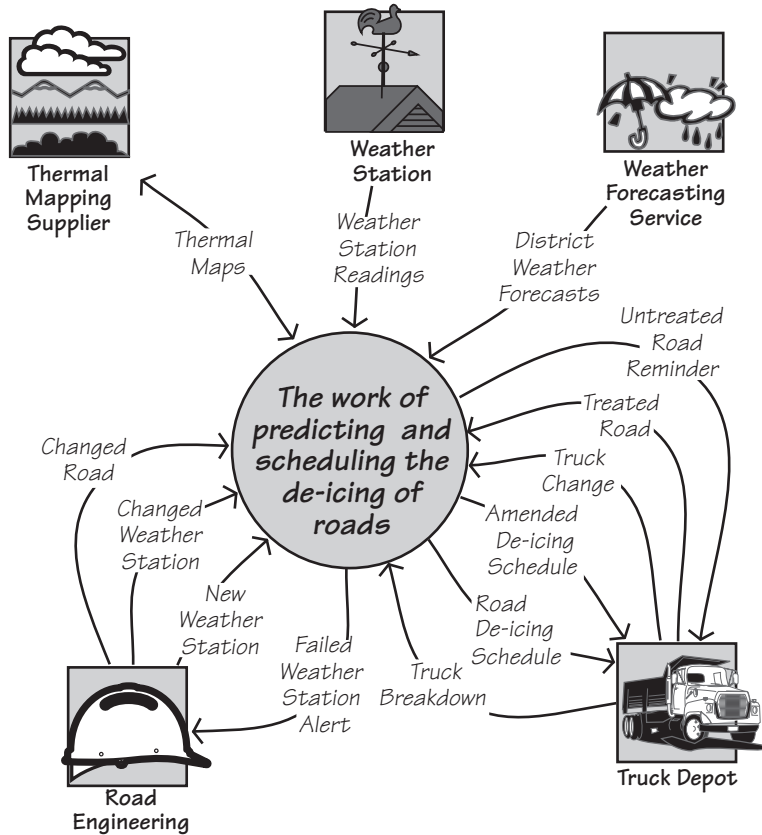 Thermal
Mapping
Supplier
Weather
Station
Weather
Forecasting
Service
Thermal
Maps
Weather
Station
Readings
District
Weather
Forecasts
Untreated
Road
Reminder
The work of
predicting and
scheduling the
de-icing of
roads
Treated
Road
Truck
Change
Changed
Road
Changed
Weather
Station
Amended
De-icing
Schedule
New
Weather
Station
Road
De-icing
Schedule
Failed
Weather
Station
Alert
Truck
Breakdown
Road
Engineering
Truck Depot